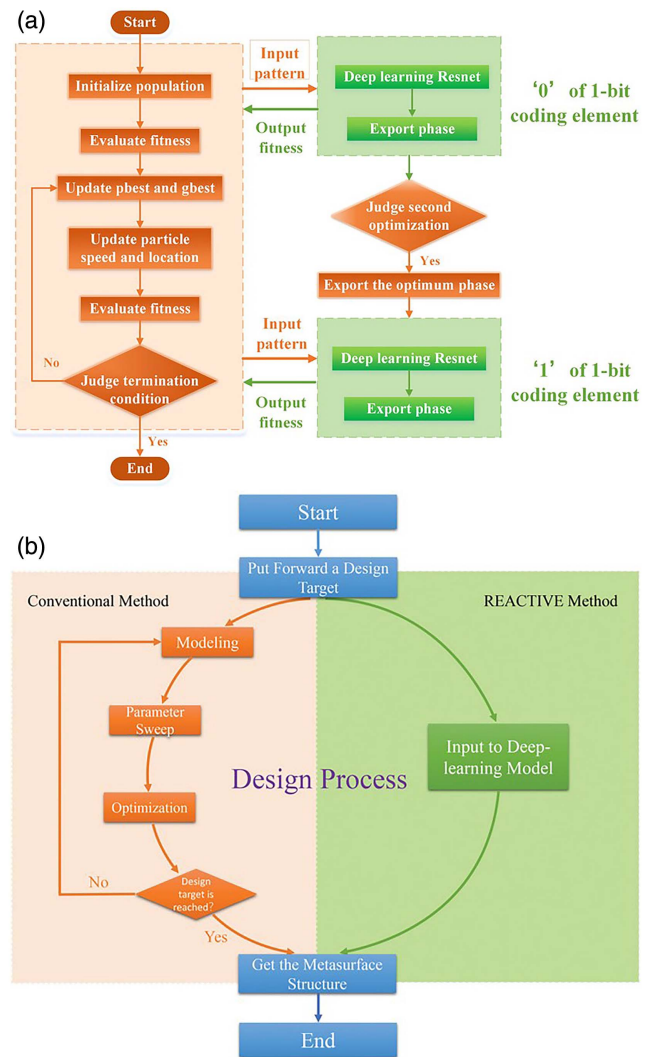 (a)
Start
Initialize population
Evaluate fitness
Update pbest and gbest
Update particle
speed and location
Evaluate fitness
No
Judge termination
condition
Yes
End
Input
pattern
Output
fitness
Deep learning Resnet
Export phase
‘0’ of 1-bit
coding element
Judge second
optimization
Yes
Export the optimum phase
Input
pattern
Output
fitness
Deep learning Resnet
Export phase
‘1’ of 1-bit
coding element
(b)
Start
Put Forward a Design
Target
Conventional Method
REACTIVE Method
Modeling
Parameter
Sweep
Input to Deep-
learning Model
Design Process
Optimization
No
Design
target is
reached?
Yes
Get the Metasurface
Structure
End